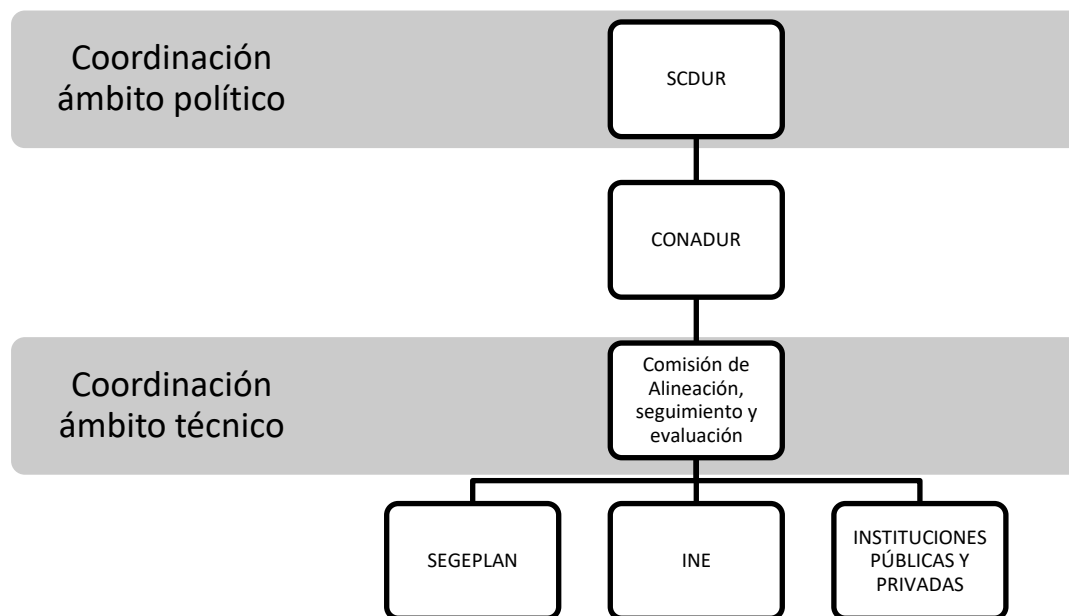 Coordinación
ámbito político
SCDUR
CONADUR
Coordinación
ámbito técnico
Comisión de
Alineación,
seguimiento y
evaluación
SEGEPLAN
INE
INSTITUCIONES
PÚBLICAS Y
PRIVADAS